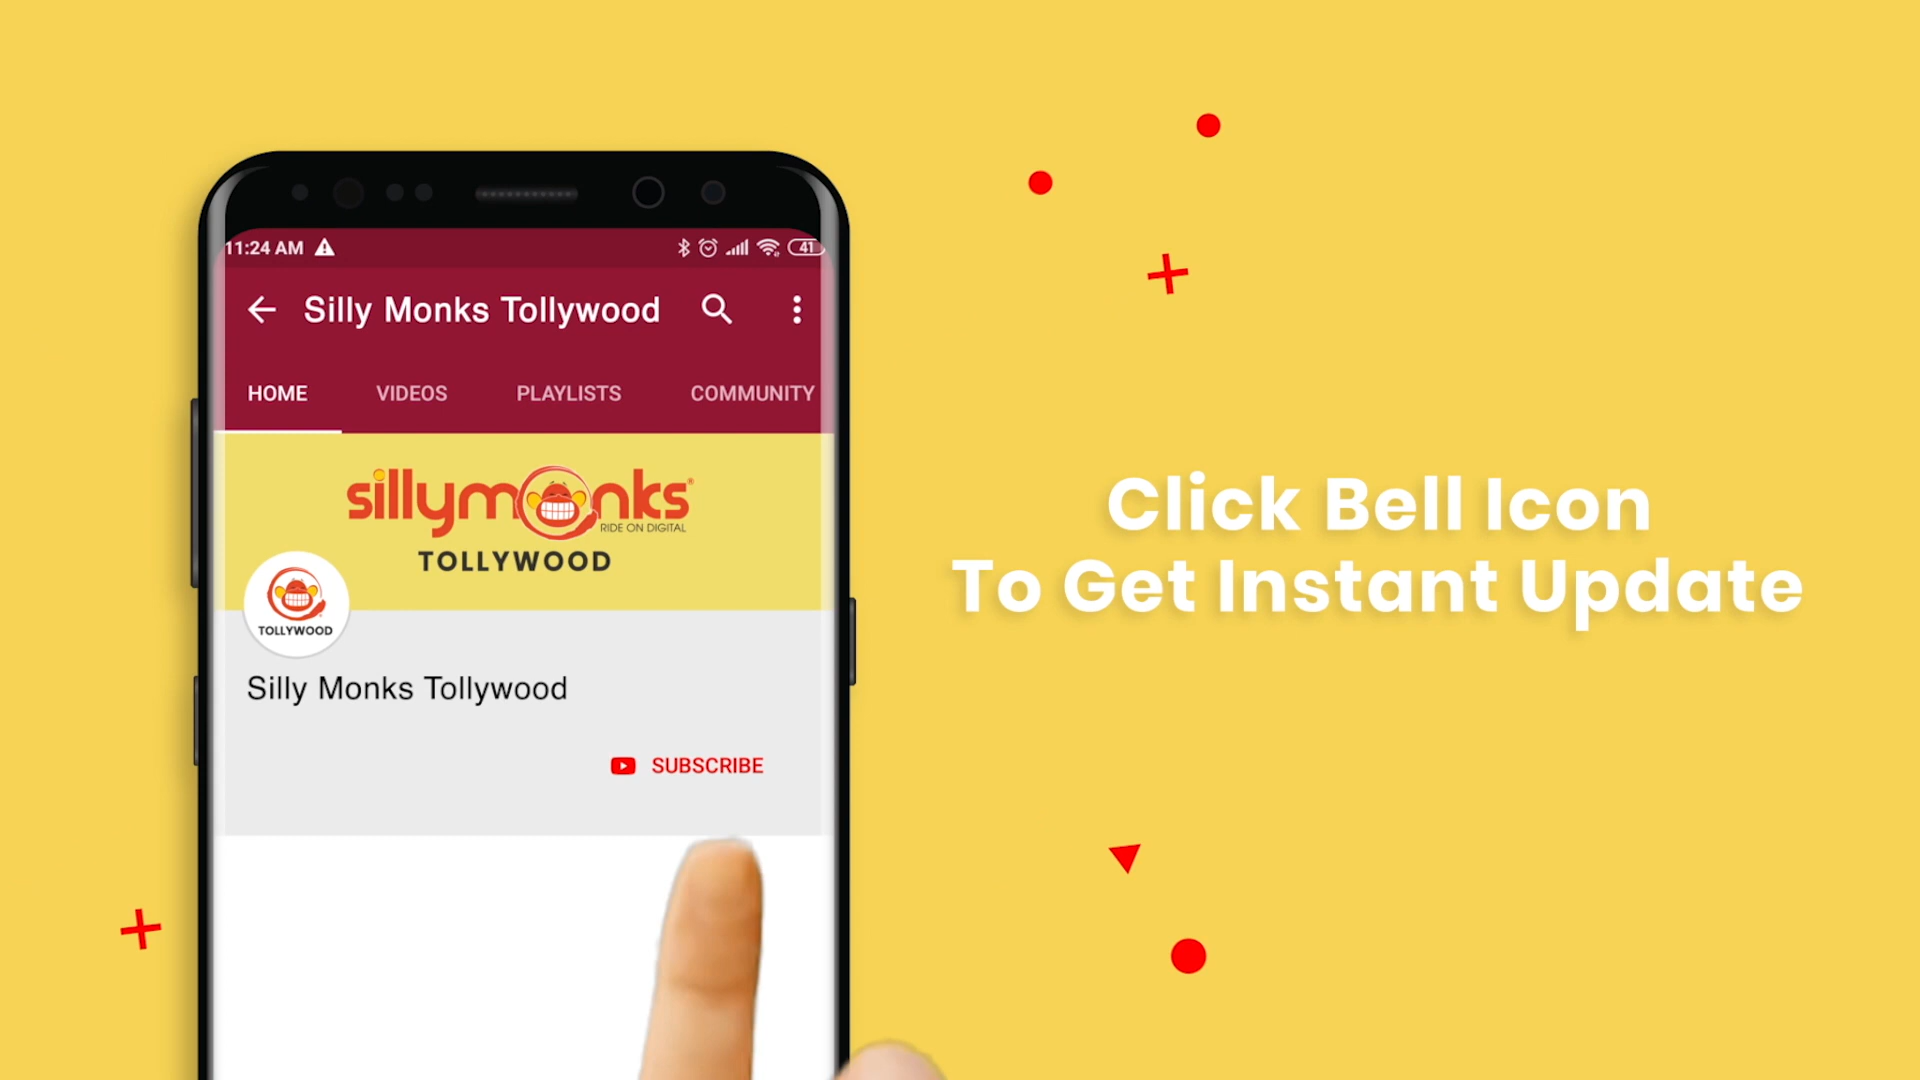 11:24 AM
41
Silly Monks Tollywood
HOME VIDEOS PLAYLISTS COMMUNITY
sillymonks®
RIDE ON DIGITAL
TOLLYWOOD
TOLLYWOOD
Silly Monks Tollywood
SUBSCRIBE
Click Bell Icon
To Get Instant Update